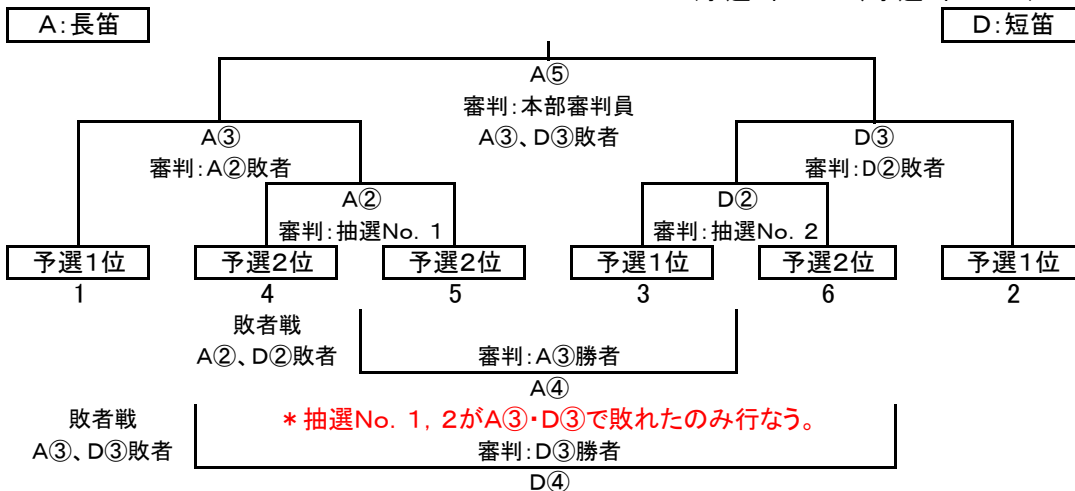 A:長笛
D:短笛
A⑤
審判:本部審判員
A③、D③敗者
A③
審判:A②敗者
D③
審判:D②敗者
A②
審判:抽選No.1
D②
審判:抽選No.2
予選1位
予選2位
予選2位
予選1位
予選2位
予選1位
1
4
5
3
6
2
敗者戦
A②、D②敗者
審判:A③勝者
A④
敗者戦
A③、D③敗者
*抽選No.1,2がA③・D③で敗れたのみ行なう。
審判:D③勝者
D④